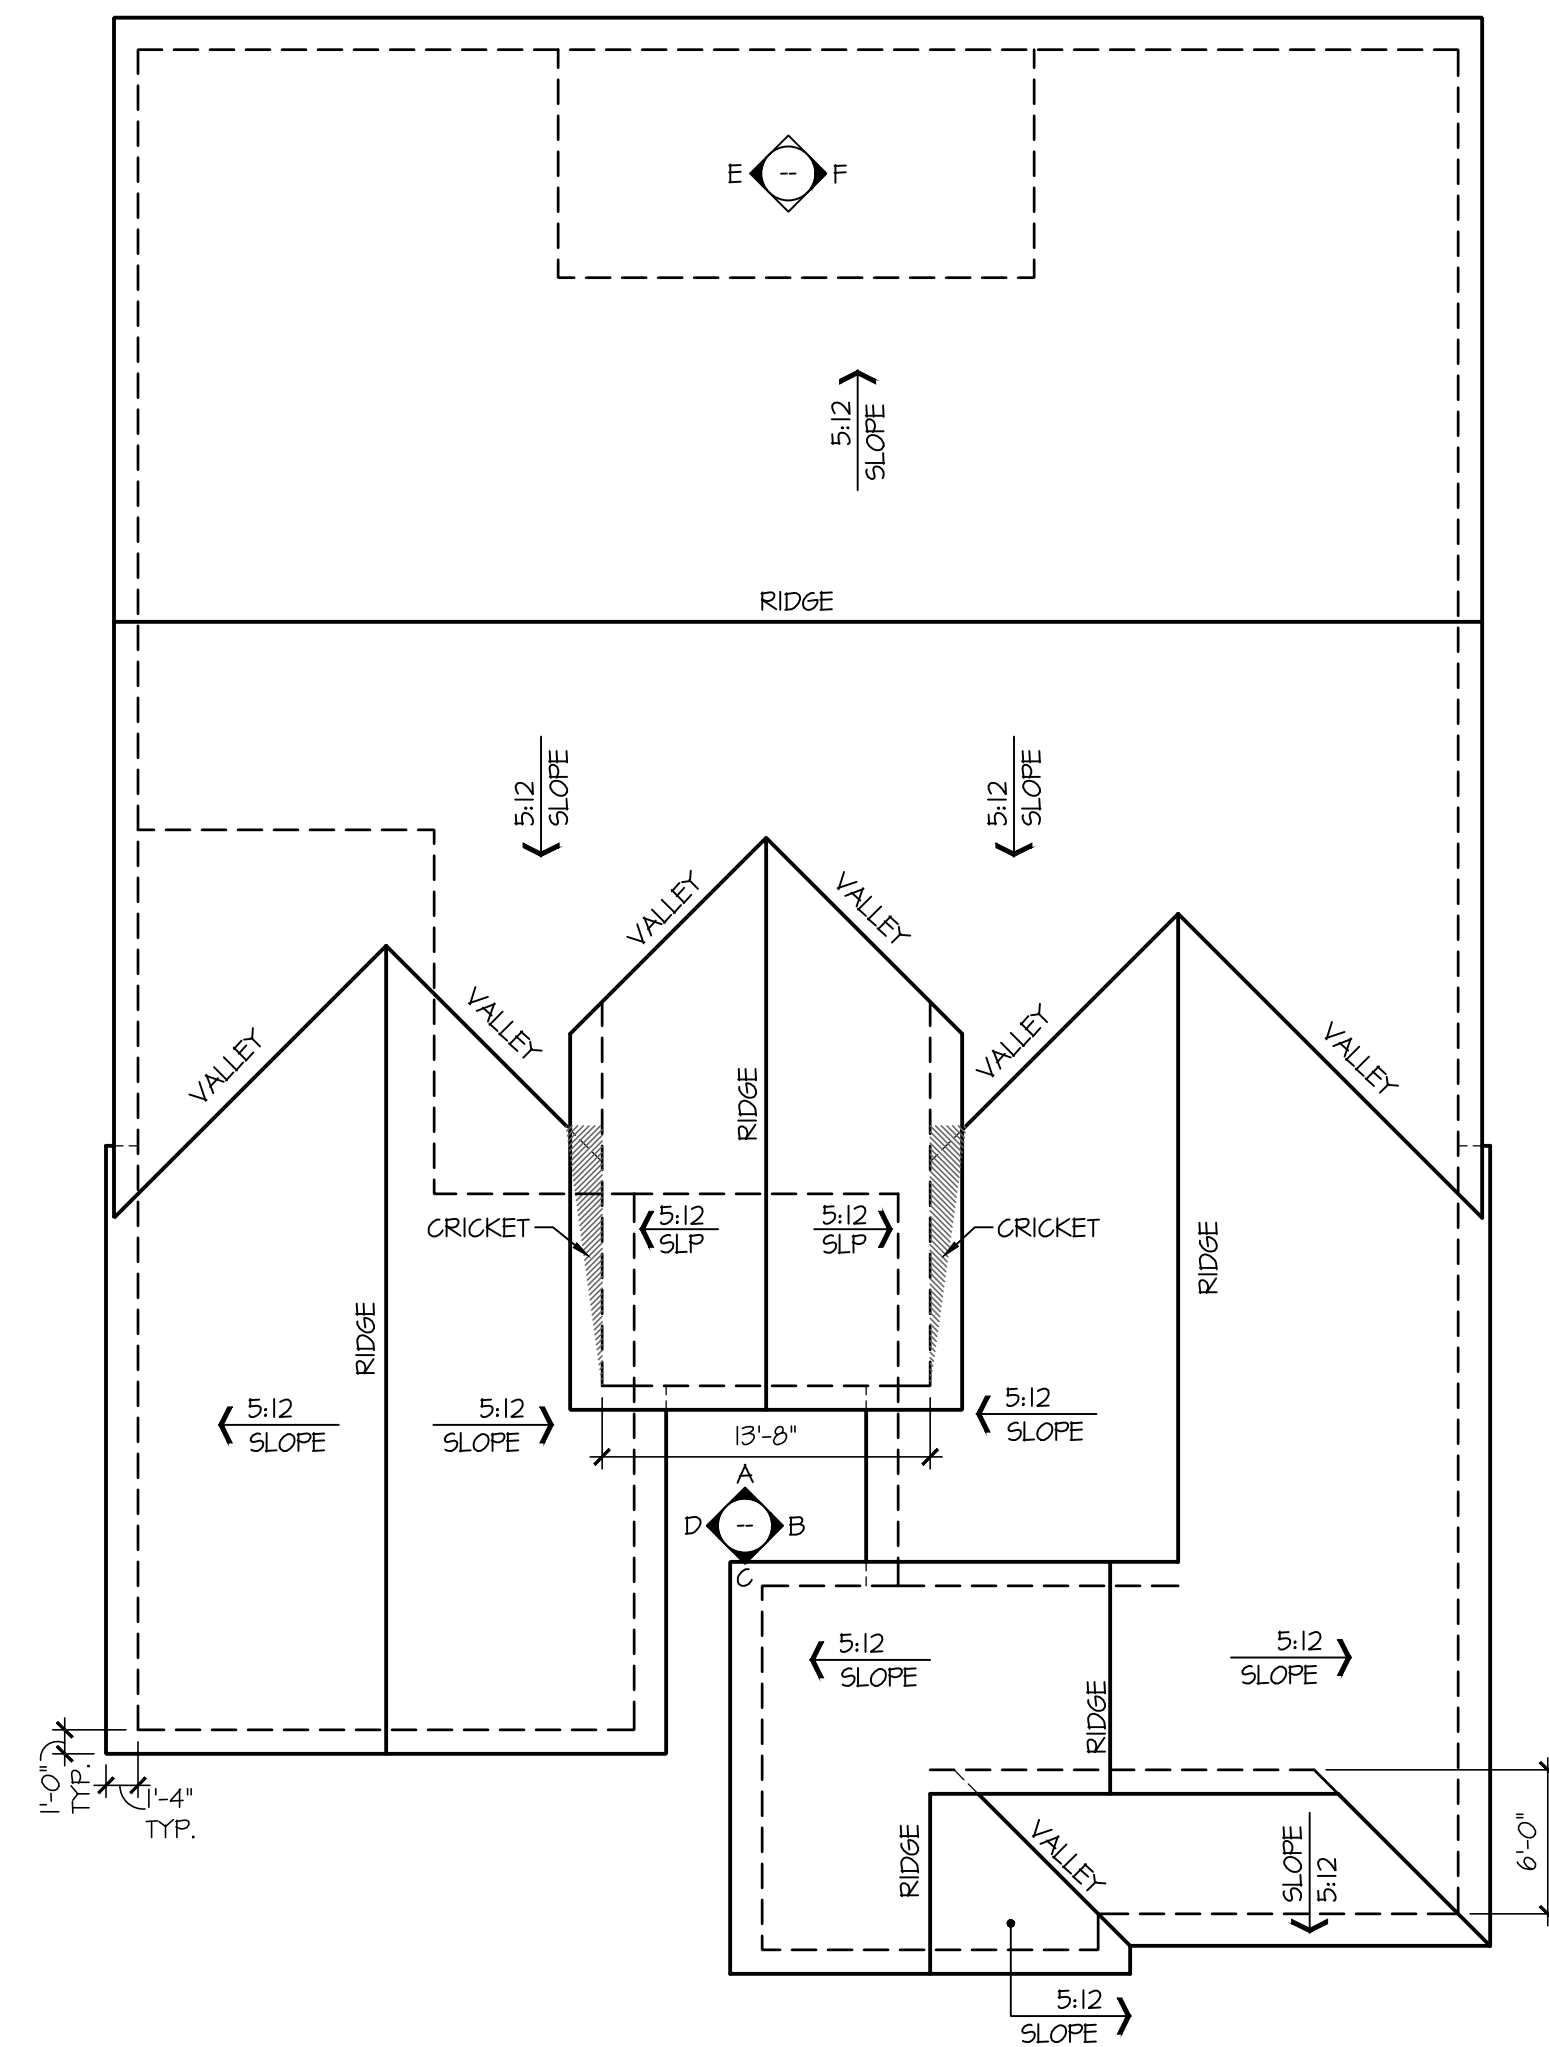 E -- F
5:12
SLOPE
RIDGE
5:12
SLOPE
5:12
SLOPE
VALLEY
VALLEY
VALLEY
VALLEY
VALLEY
VALLEY
RIDGE
CRICKET
5:12
SLP
5:12
SLP
CRICKET
RIDGE
RIDGE
5:12
SLOPE
5:12
SLOPE
5:12
SLOPE
13'-8"
A
D -- B
C
5:12
SLOPE
5:12
SLOPE
RIDGE
1'-0"
TYP.
1'-4"
TYP.
RIDGE
VALLEY
SLOPE
5:12
6'-0"
5:12
SLOPE